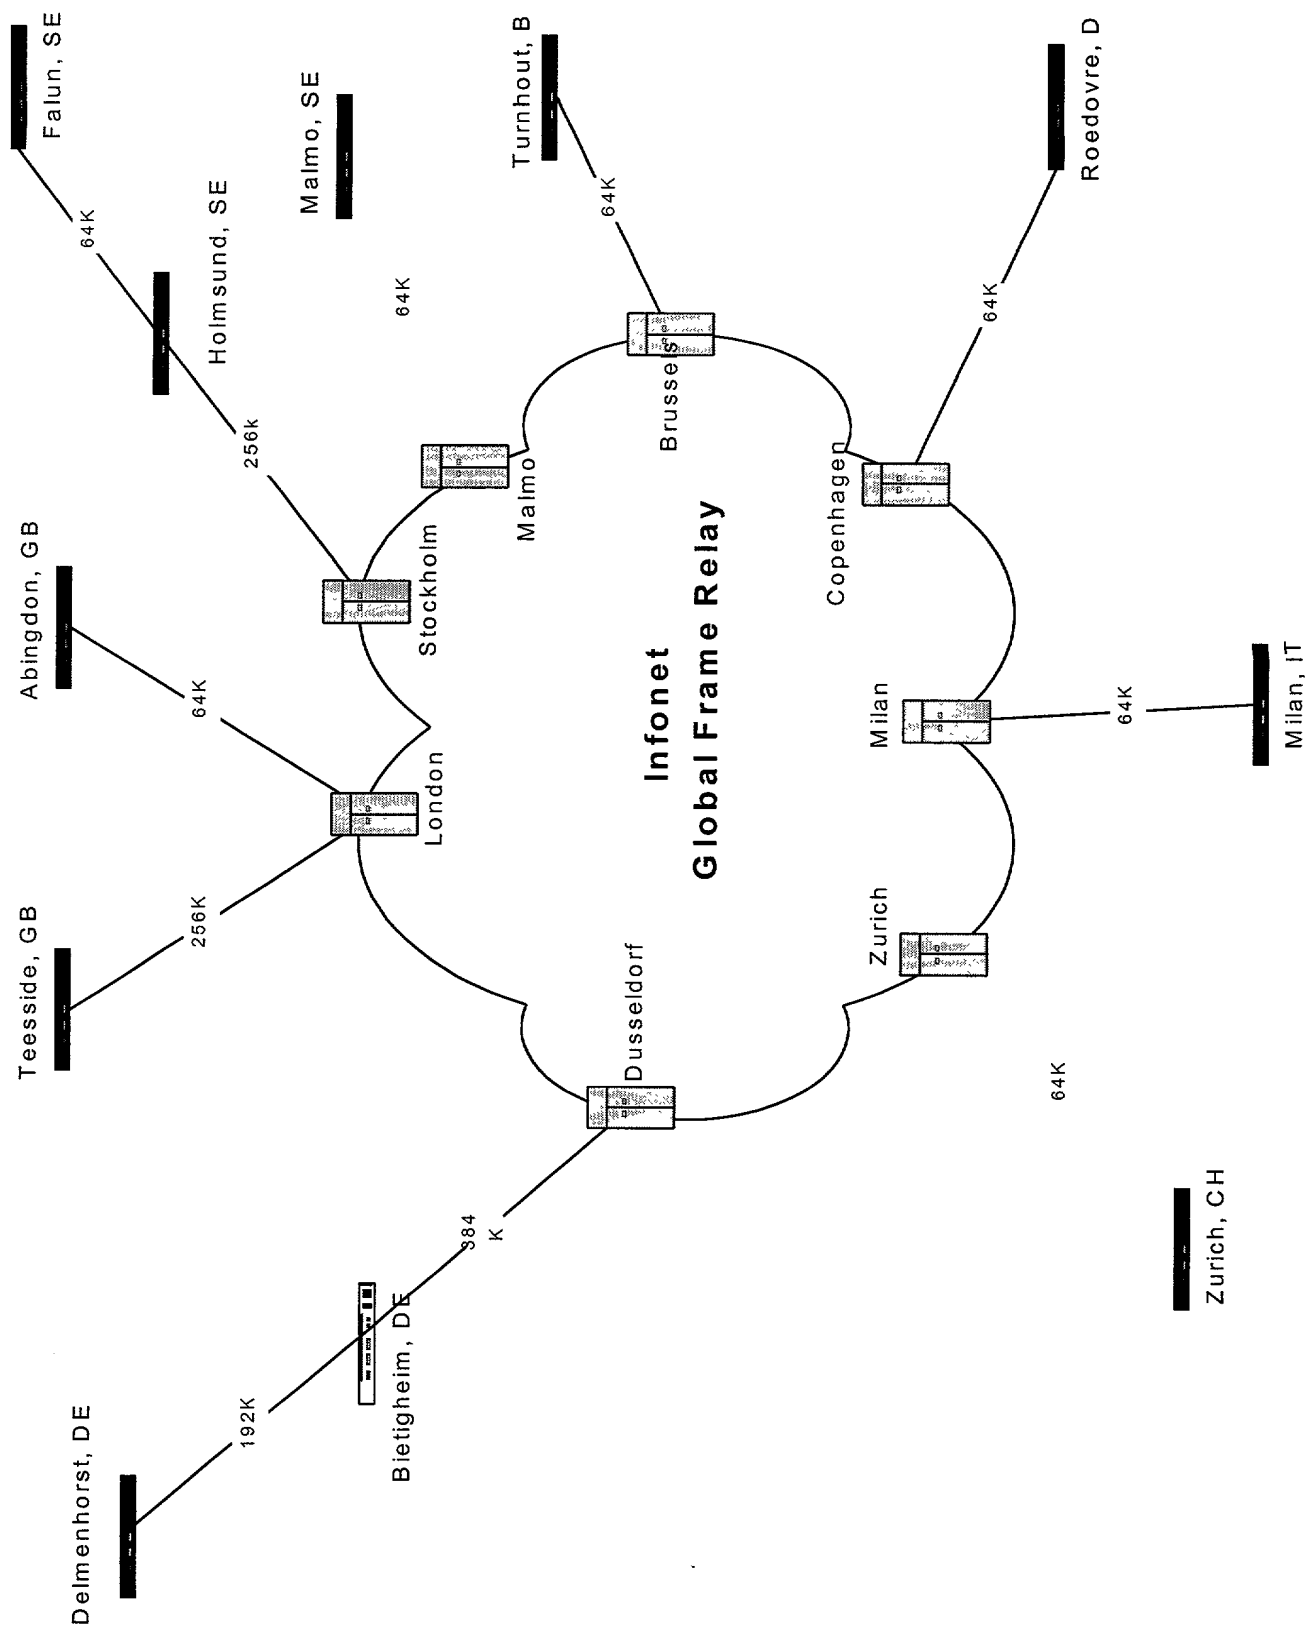 Delmenhorst, DE
192K
Bietigheim, DE
384
K
Dusseldorf
Teesside, GB
256K
London
Abingdon, GB
64K
Stockholm
256k
Holmsund, SE
64K
Falun, SE
Malmo
64K
Malmo, SE
Infonet
Global Frame Relay
Brussels
64K
Turnhout, B
Copenhagen
64K
Roedovre, D
Milan
64K
Milan, IT
Zurich
64K
Zurich, CH